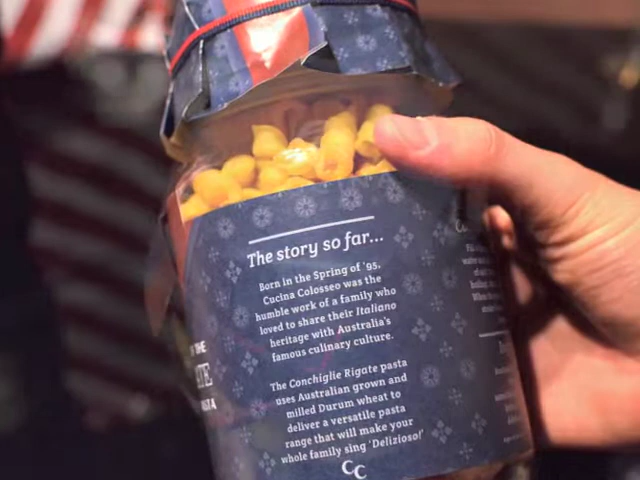 The story so far...
Born in the Spring of '95,
Cucina Colosseo was the
humble work of a family who
loved to share their Italiano
heritage with Australia's
famous culinary culture.
The Conchiglie Rigate pasta
uses Australian grown and
milled Durum wheat to
deliver a versatile pasta
range that will make your
whole family sing 'Delizioso!'
CC
THE